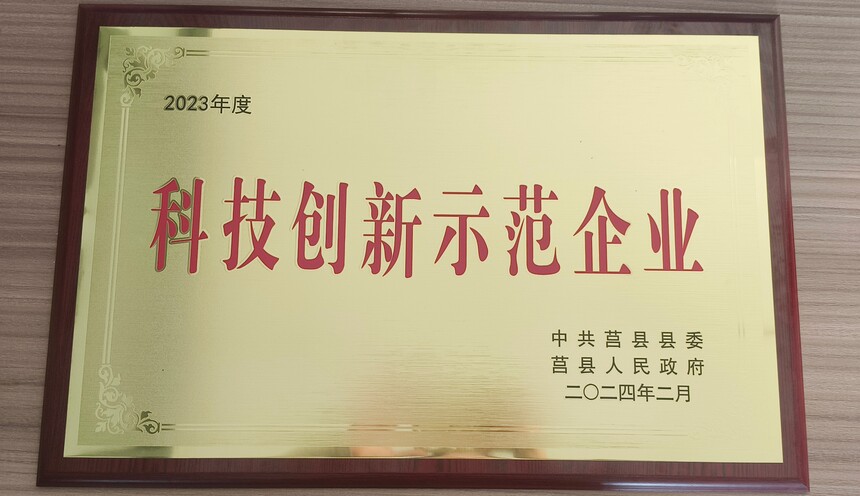 2023年度
科技创新示范企业
中共莒县县委
莒县人民政府
二〇二四年二月